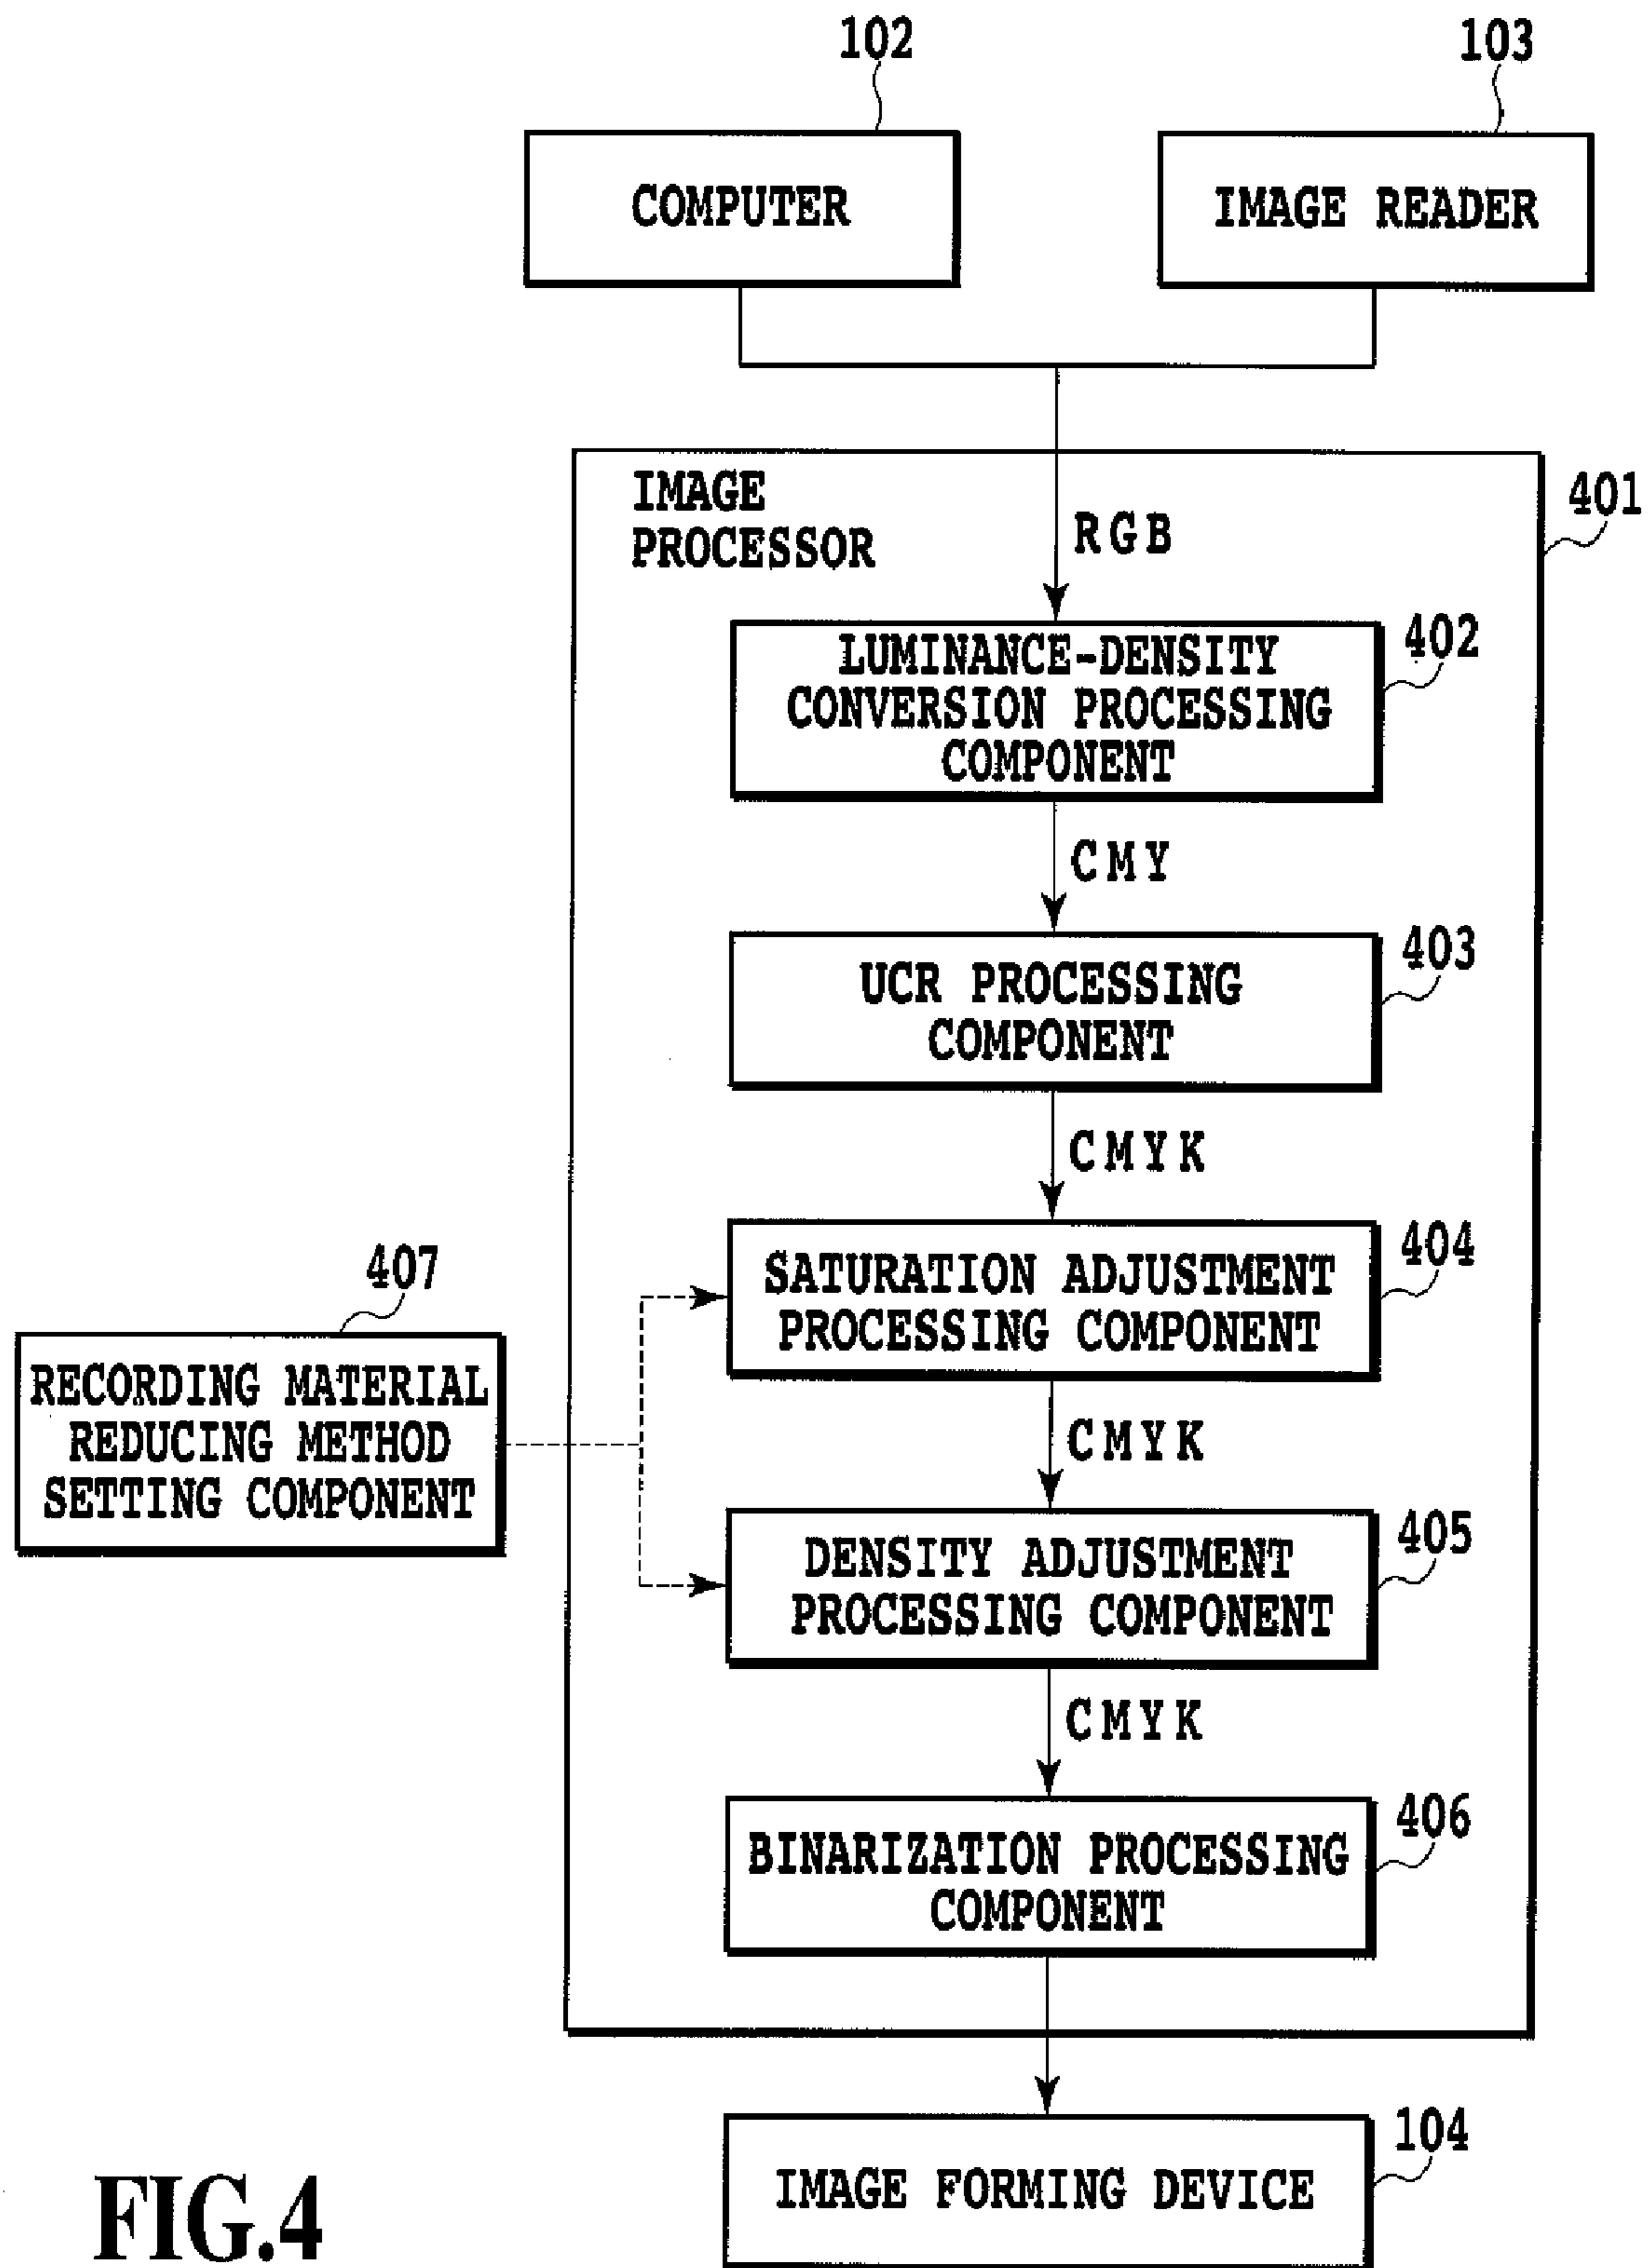 102
103
COMPUTER
IMAGE READER
IMAGE
PROCESSOR
401
RGB
LUMINANCE-DENSITY
CONVERSION PROCESSING
COMPONENT
402
CMY
UCR PROCESSING
COMPONENT
403
CMYK
SATURATION ADJUSTMENT
PROCESSING COMPONENT
404
407
RECORDING MATERIAL
REDUCING METHOD
SETTING COMPONENT
CMYK
DENSITY ADJUSTMENT
PROCESSING COMPONENT
405
CMYK
BINARIZATION PROCESSING
COMPONENT
406
IMAGE FORMING DEVICE
104
FIG.4